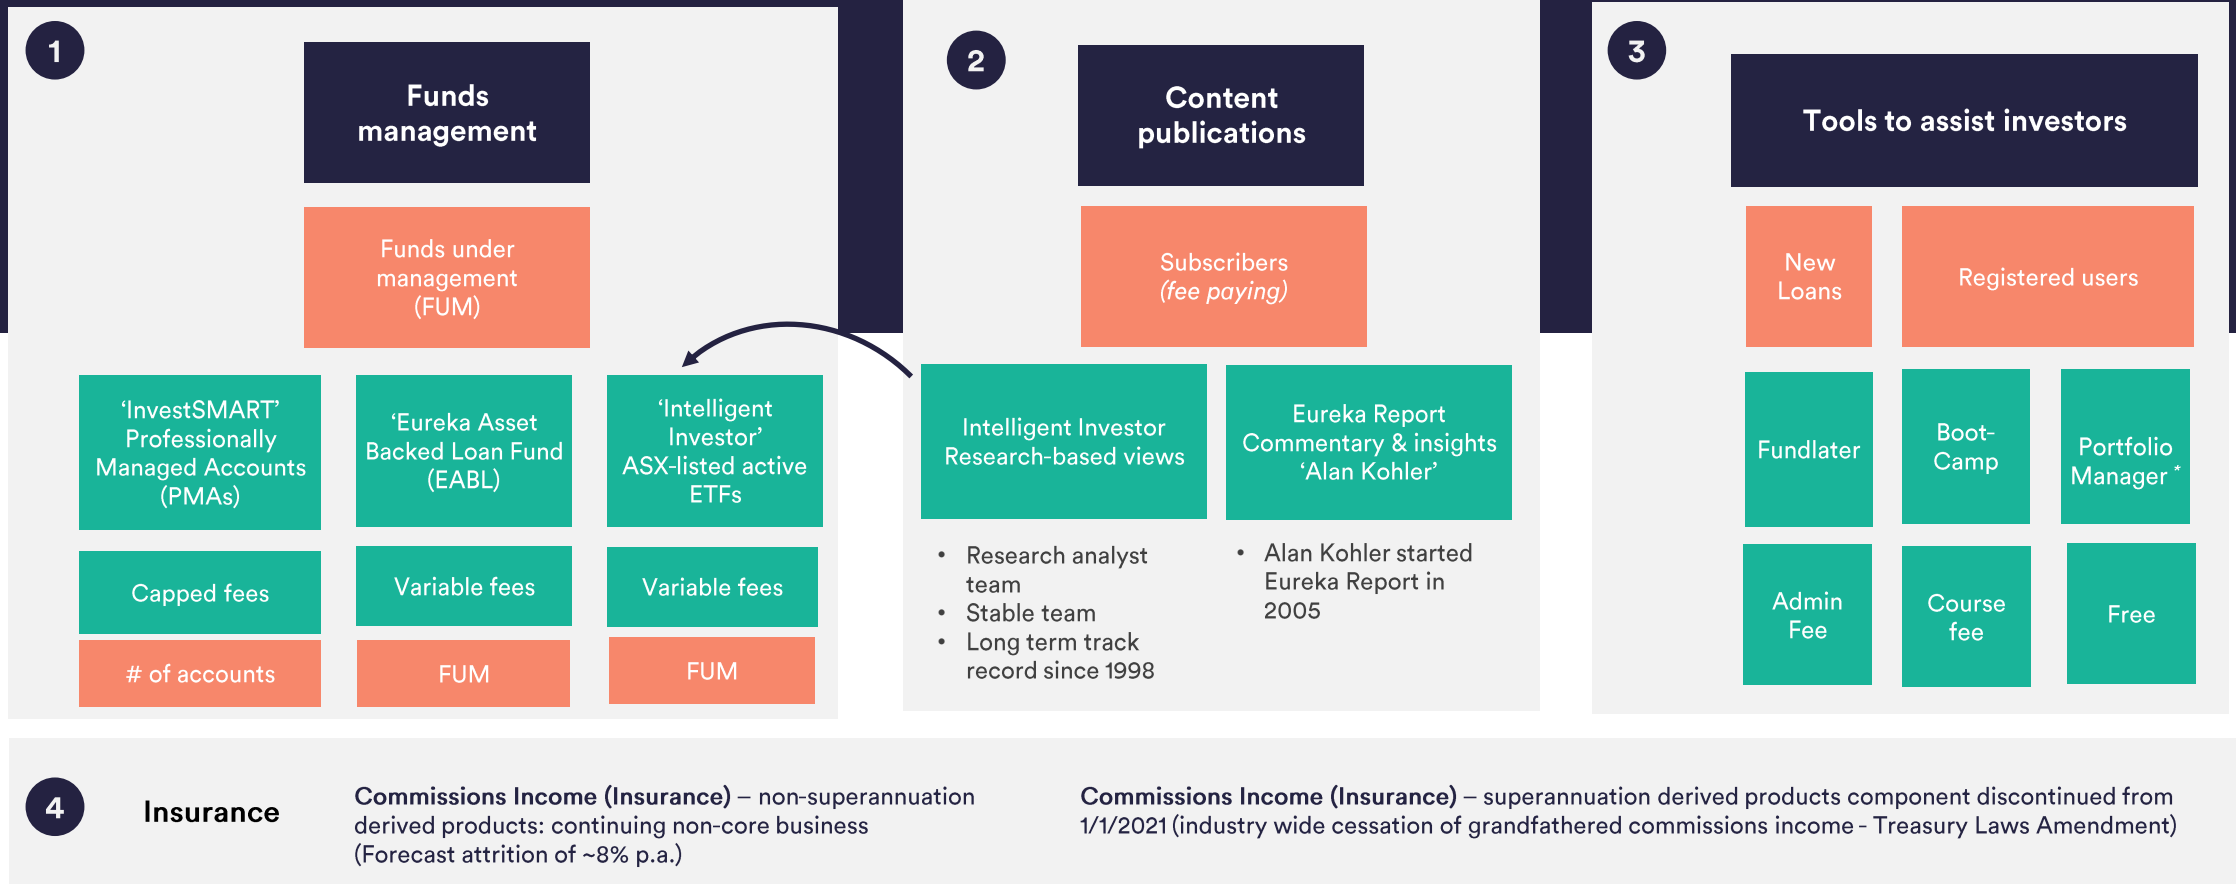 1
Funds
management
Funds under
management
(FUM)
‘InvestSMART’
Professionally
Managed Accounts
(PMAs)
‘Eureka Asset
Backed Loan Fund
(EABL)
‘Intelligent
Investor’
ASX-listed active
ETFs
Capped fees
Variable fees
Variable fees
# of accounts
FUM
FUM
2
Content
publications
Subscribers
(fee paying)
Intelligent Investor
Research-based views
Eureka Report
Commentary & insights
‘Alan Kohler’
• Research analyst
team
• Stable team
• Long term track
record since 1998
• Alan Kohler started
Eureka Report in
2005
3
Tools to assist investors
New
Loans
Registered users
Fundlater
Boot-
Camp
Portfolio
Manager *
Admin
Fee
Course
fee
Free
4
Insurance
Commissions Income (Insurance) – non-superannuation
derived products: continuing non-core business
(Forecast attrition of ~8% p.a.)
Commissions Income (Insurance) – superannuation derived products component discontinued from
1/1/2021 (industry wide cessation of grandfathered commissions income - Treasury Laws Amendment)